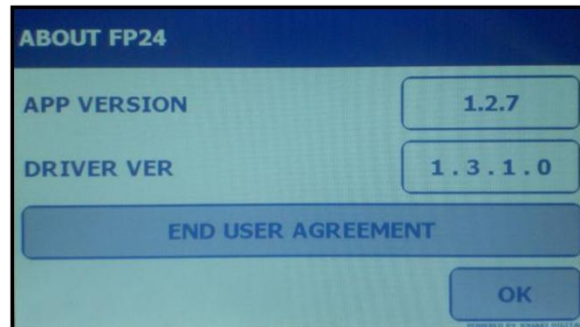 ABOUT FP24
APP VERSION
1.2.7
DRIVER VER
1 . 3 . 1 . 0
END USER AGREEMENT
OK